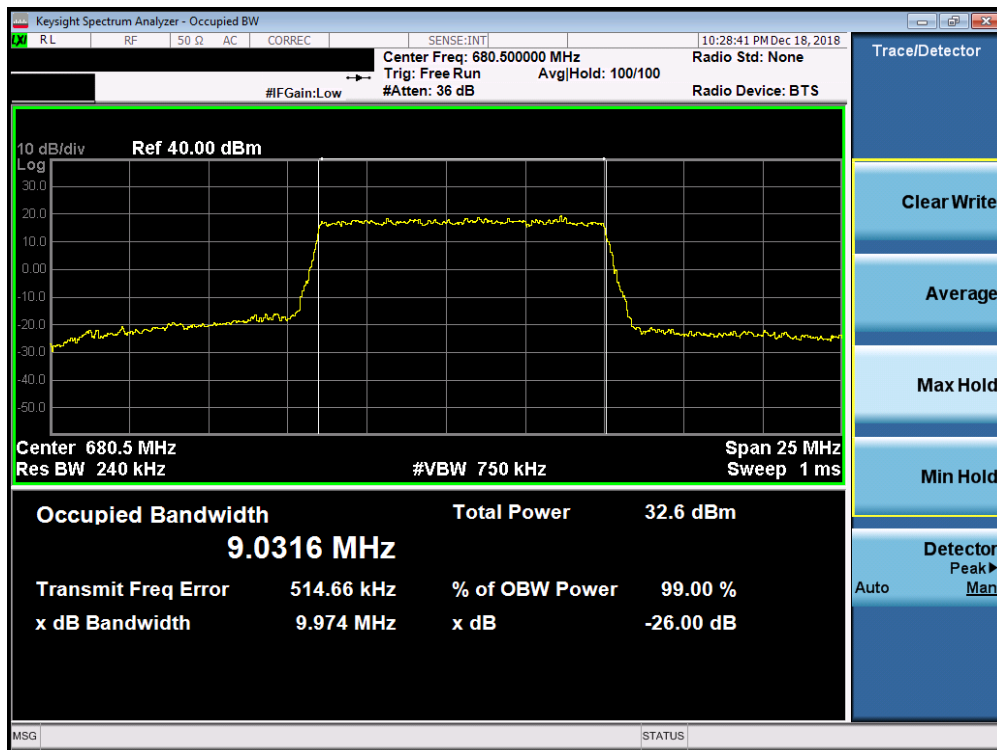 Keysight Spectrum Analyzer - Occupied BW
LXI RL RF 50 Ω AC CORREC SENSE:INT 10:28:41 PM Dec 18, 2018
Center Freq: 680.500000 MHz Radio Std: None
Trig: Free Run Avg|Hold: 100/100
#IFGain:Low #Atten: 36 dB Radio Device: BTS
10 dB/div Ref 40.00 dBm
Log
30.0
20.0
10.0
0.00
-10.0
-20.0
-30.0
-40.0
-50.0
Center 680.5 MHz Span 25 MHz
Res BW 240 kHz #VBW 750 kHz Sweep 1 ms
Occupied Bandwidth Total Power 32.6 dBm
9.0316 MHz
Transmit Freq Error 514.66 kHz % of OBW Power 99.00 %
x dB Bandwidth 9.974 MHz x dB -26.00 dB
Trace/Detector
Clear Write
Average
Max Hold
Min Hold
Detector
Peak▶
Auto Man
MSG STATUS